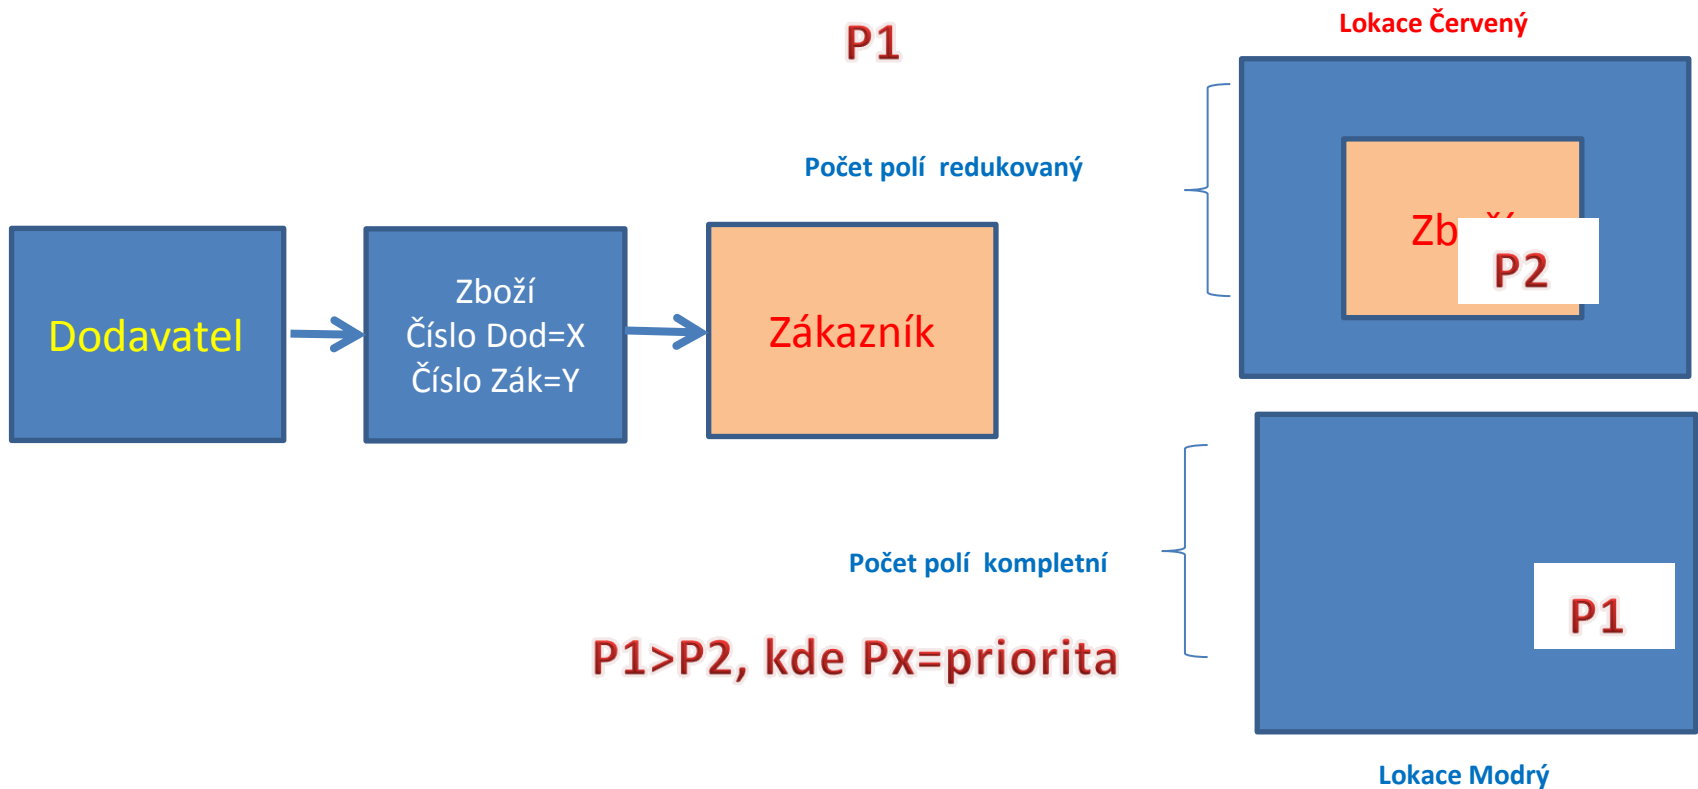 P1
Lokace Červený
Počet polí redukovaný
P2
Dodavatel
Zboží
Číslo Dod=X
Číslo Zák=Y
Zákazník
Počet polí kompletní
P1
P1>P2, kde Px=priorita
Lokace Modrý